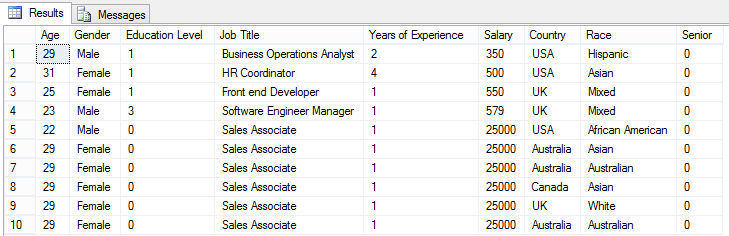 Results Messages
Age Gender Education Level Job Title Years of Experience Salary Country Race Senior
1 29 Male 1 Business Operations Analyst 2 350 USA Hispanic 0
2 31 Female 1 HR Coordinator 4 500 USA Asian 0
3 25 Female 1 Front end Developer 1 550 UK Mixed 0
4 23 Male 3 Software Engineer Manager 1 579 UK Mixed 0
5 22 Male 0 Sales Associate 1 25000 USA African American 0
6 29 Female 0 Sales Associate 1 25000 Australia Asian 0
7 29 Female 0 Sales Associate 1 25000 Australia Australian 0
8 29 Female 0 Sales Associate 1 25000 Canada Asian 0
9 29 Female 0 Sales Associate 1 25000 UK White 0
10 29 Female 0 Sales Associate 1 25000 Australia Australian 0